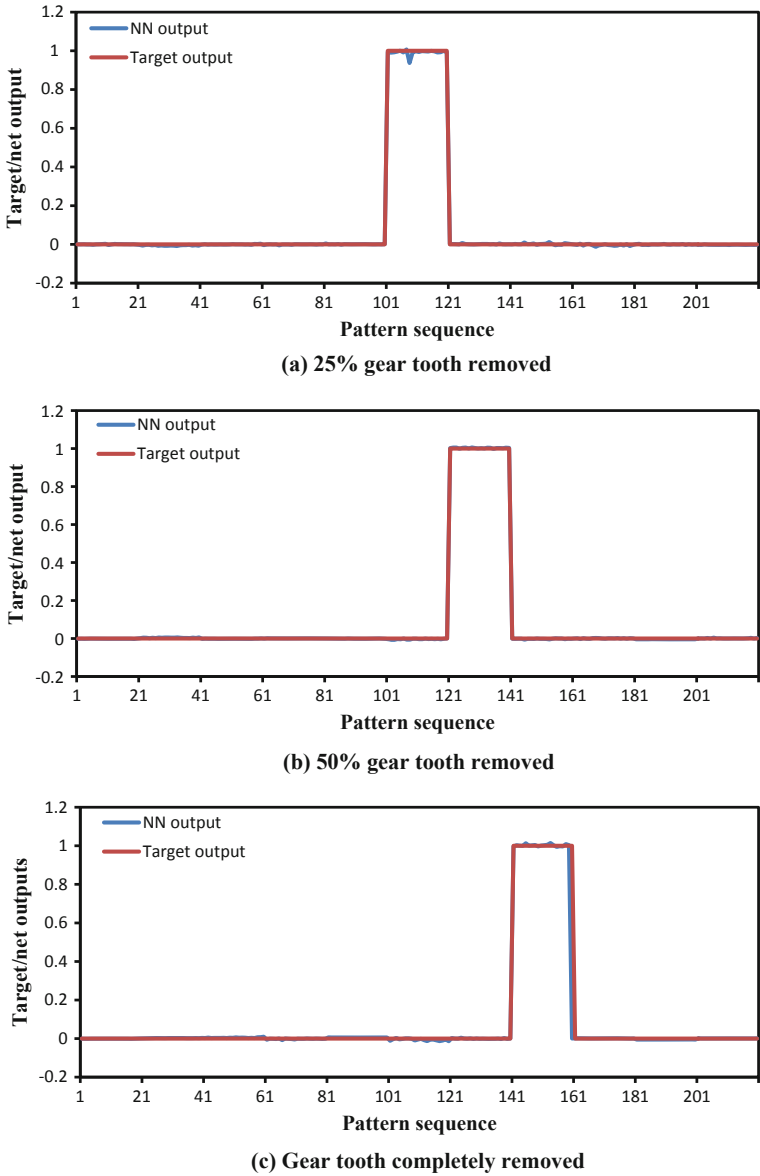 1.2
NN output
1
Target output
0.8
0.6
0.4
0.2
0
-0.2
Target/net output
1 21 41 61 81 101 121 141 161 181 201
Pattern sequence
(a) 25% gear tooth removed
1.2
NN output
1
Target output
0.8
0.6
0.4
0.2
0
-0.2
Target/net output
1 21 41 61 81 101 121 141 161 181 201
Pattern sequence
(b) 50% gear tooth removed
1.2
NN output
1
Target output
0.8
0.6
0.4
0.2
0
-0.2
Target/net outputs
1 21 41 61 81 101 121 141 161 181 201
Pattern sequence
(c) Gear tooth completely removed